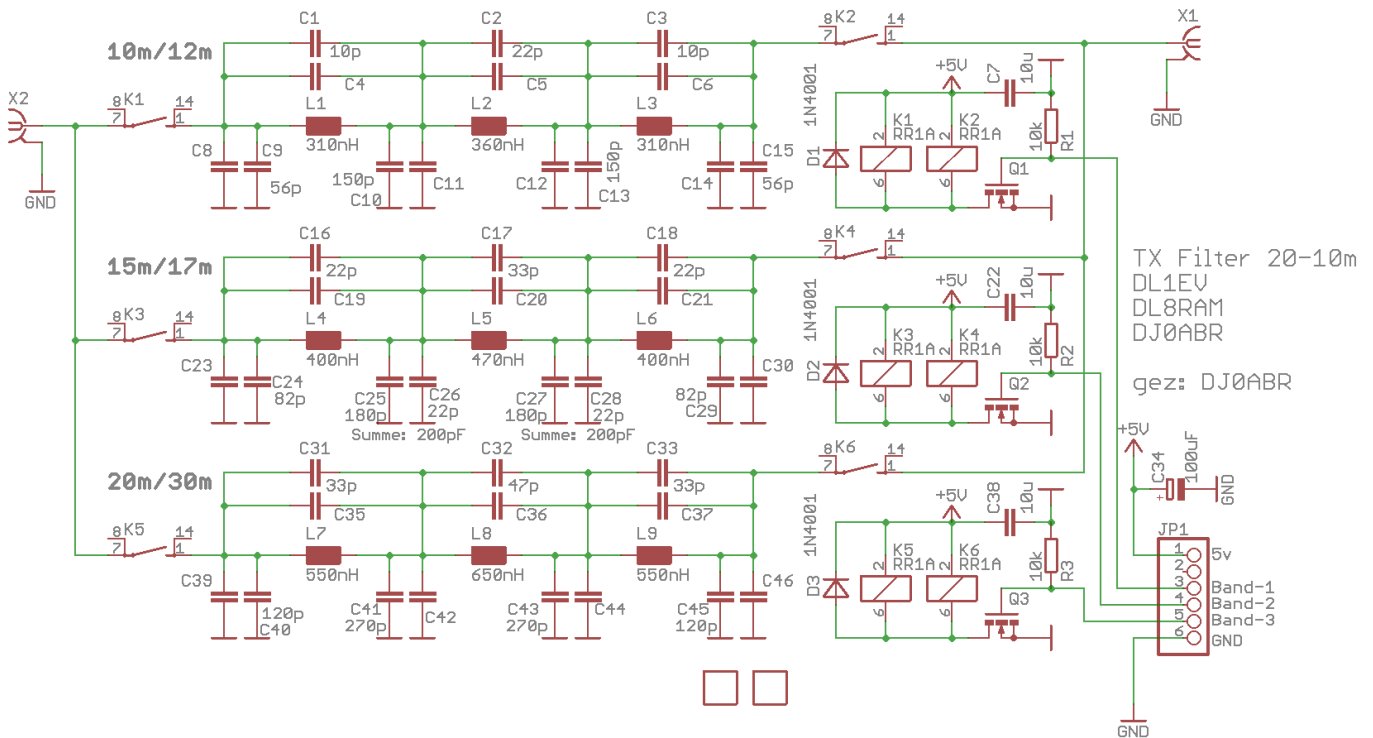 C1
C2
C3
8 K2 14
7 1
X1
10m/12m
10p
22p
10p
C4
C5
C6
1N4001
+5V
C7
10u
X2
8 K1 14
7 1
L1
L2
L3
310nH
360nH
310nH
K1
RR1A
K2
RR1A
2
2
6
6
10k
R1
GND
GND
C8
C9
56p
150p
C10
C11
C12
150p
C13
C14
C15
56p
D1
Q1
C16
C17
C18
8 K4 14
7 1
15m/17m
22p
33p
22p
C19
C20
C21
1N4001
+5V
C22
10u
TX Filter 20-10m
DL1EV
DL8RAM
DJ0ABR
gez: DJ0ABR
8 K3 14
7 1
L4
L5
L6
400nH
470nH
400nH
K3
RR1A
K4
RR1A
2
2
6
6
10k
R2
C23
C24
82p
C25
180p
C26
22p
Summe: 200pF
C27
180p
C28
22p
Summe: 200pF
82p
C29
C30
D2
Q2
+5V
C34
100uF
+
GND
C31
C32
C33
8 K6 14
7 1
20m/30m
33p
47p
33p
C35
C36
C37
1N4001
+5V
C38
10u
8 K5 14
7 1
L7
L8
L9
550nH
650nH
550nH
K5
RR1A
K6
RR1A
2
2
6
6
10k
R3
C39
120p
C40
C41
270p
C42
C43
270p
C44
C45
120p
C46
D3
Q3
JP1
1 5v
2
3 Band-1
4 Band-2
5 Band-3
6 GND
GND